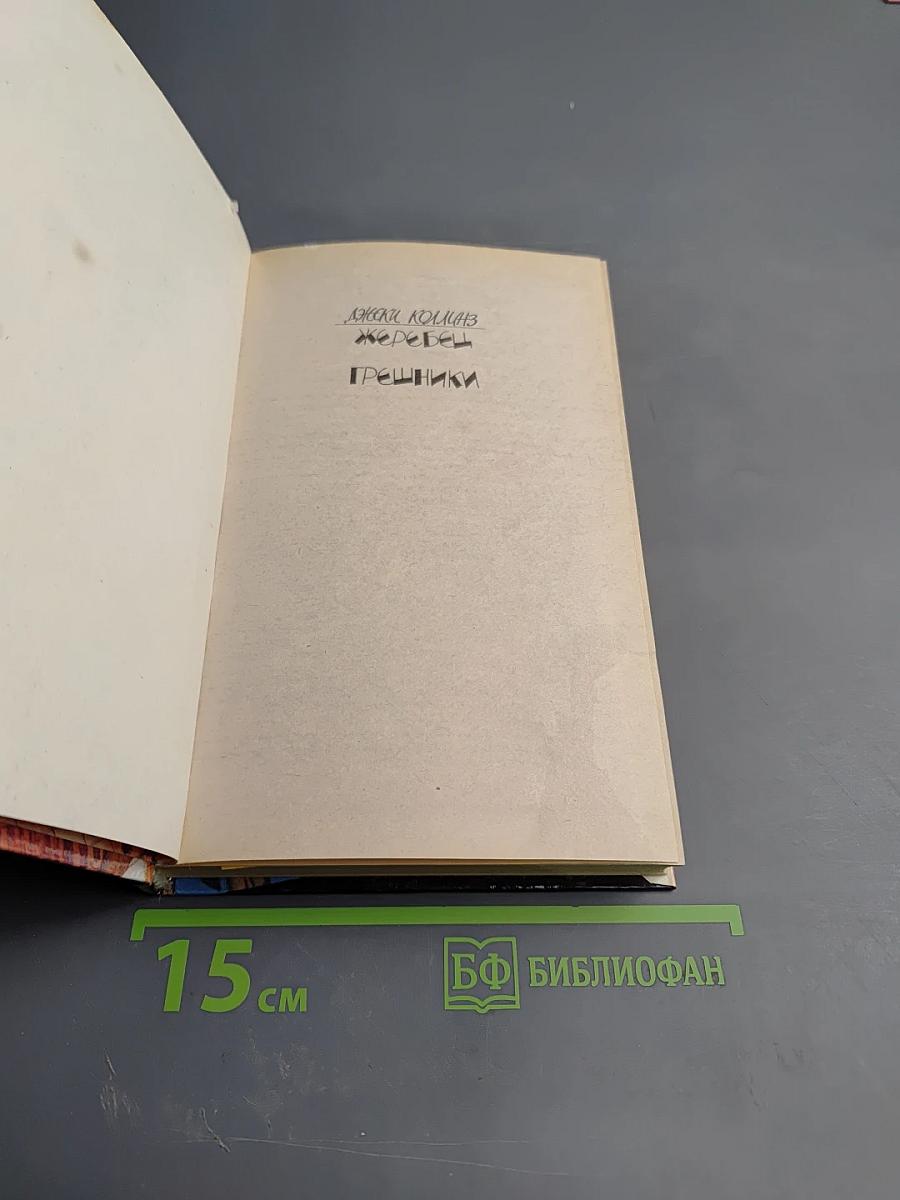 ДЖЕКИ КОЛЛИНЗ
ЖЕРЕБЕЦ
ГРЕШНИКИ
15 см
БФ БИБЛИОФАН